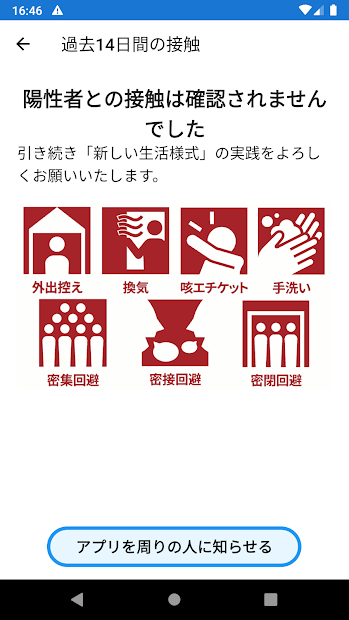 16:46
過去14日間の接触
陽性者との接触は確認されません
でした
引き続き「新しい生活様式」の実践をよろし
くお願いいたします。
外出控え 換気 咳エチケット 手洗い
密集回避 密接回避 密閉回避
アプリを周りの人に知らせる